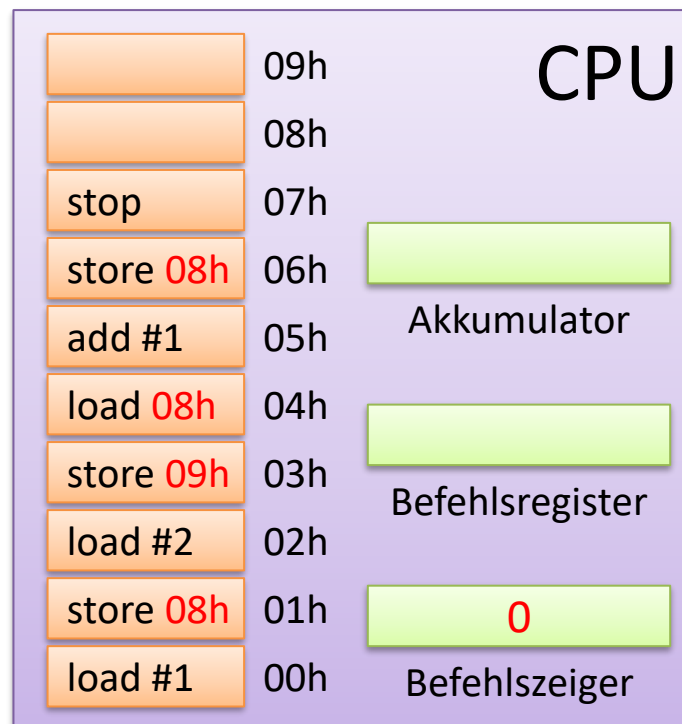 CPU
09h
08h
stop 07h
store 08h 06h
add #1 05h
load 08h 04h
store 09h 03h
load #2 02h
store 08h 01h
load #1 00h
Akkumulator
Befehlsregister
0
Befehlszeiger